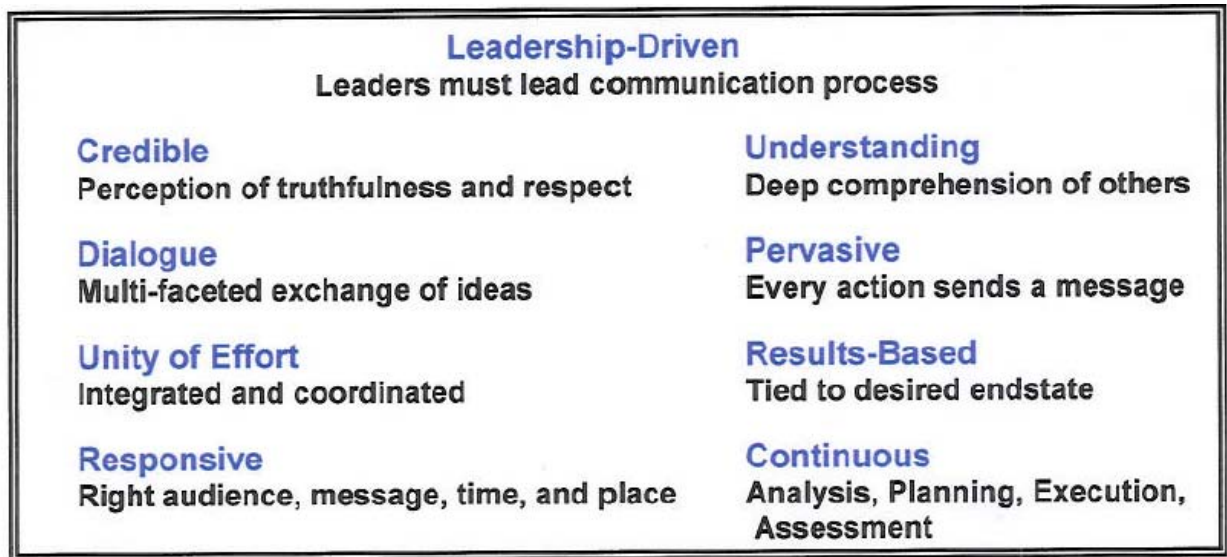 Leadership-Driven
Leaders must lead communication process
Credible
Perception of truthfulness and respect
Understanding
Deep comprehension of others
Dialogue
Multi-faceted exchange of ideas
Pervasive
Every action sends a message
Unity of Effort
Integrated and coordinated
Results-Based
Tied to desired endstate
Responsive
Right audience, message, time, and place
Continuous
Analysis, Planning, Execution,
Assessment